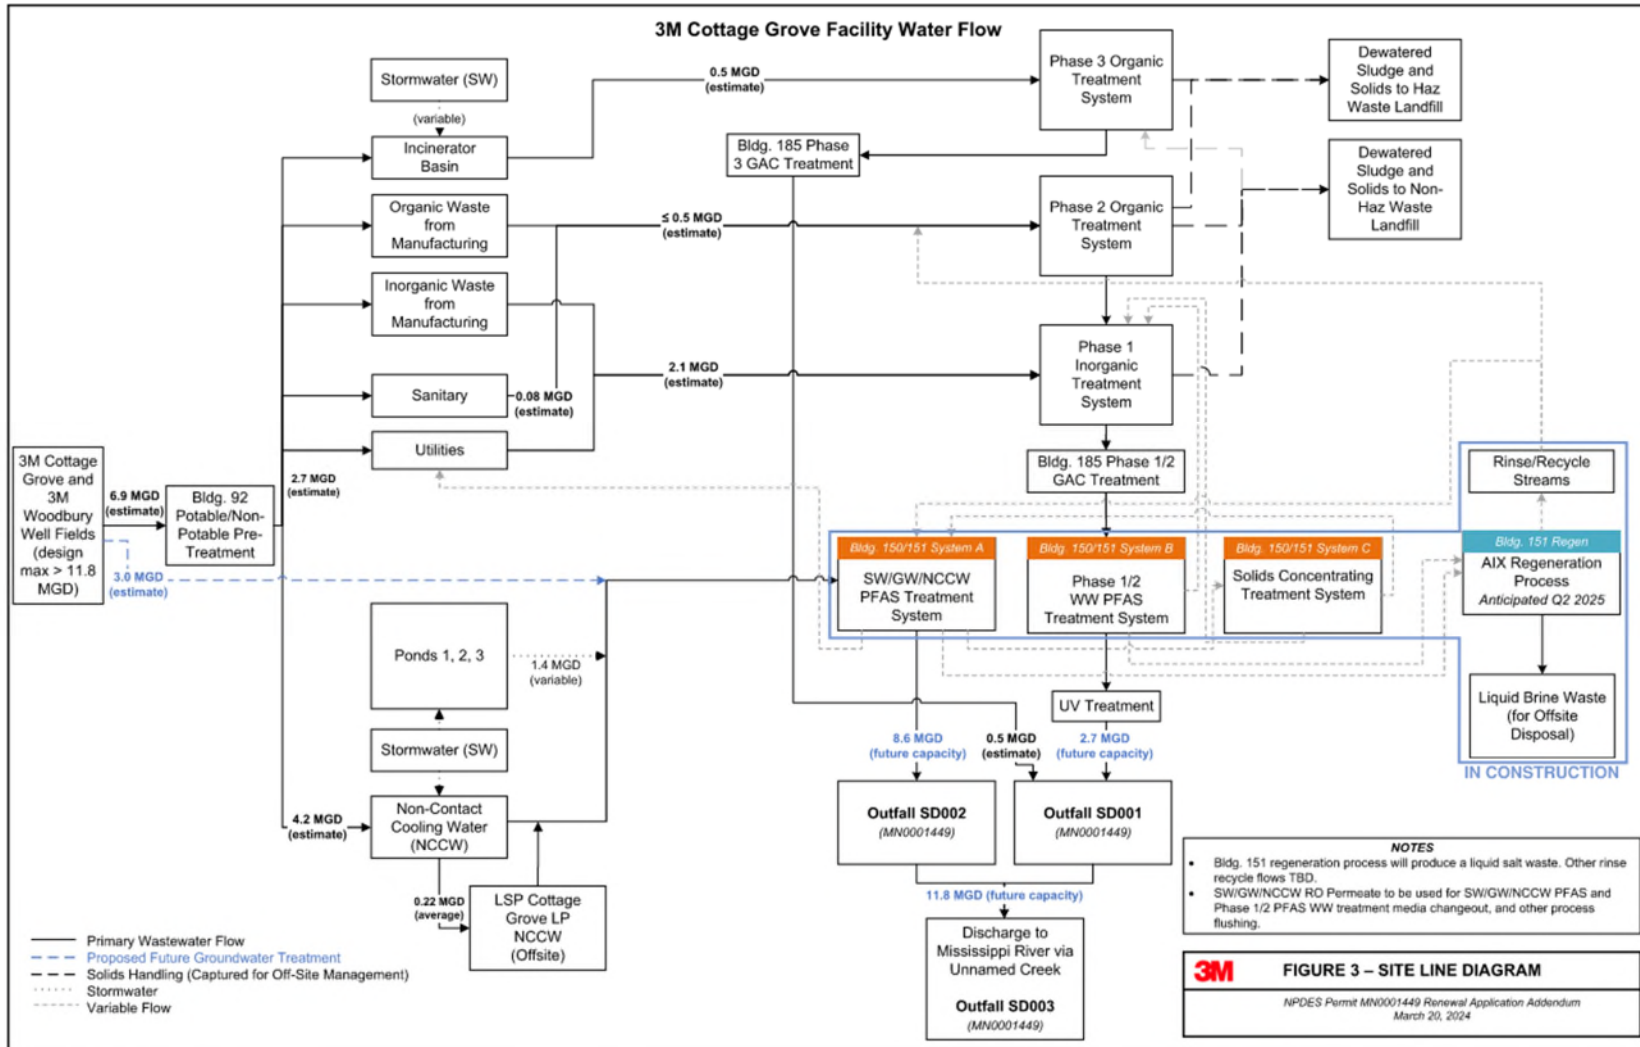 3M Cottage Grove Facility Water Flow
Stormwater (SW)
(variable)
Incinerator
Basin
0.5 MGD
(estimate)
Phase 3 Organic
Treatment
System
Dewatered
Sludge and
Solids to Haz
Waste Landfill
Bldg. 185 Phase
3 GAC Treatment
Dewatered
Sludge and
Solids to Non-
Haz Waste
Landfill
Organic Waste
from
Manufacturing
≤ 0.5 MGD
(estimate)
Phase 2 Organic
Treatment
System
Inorganic Waste
from
Manufacturing
2.1 MGD
(estimate)
Phase 1
Inorganic
Treatment
System
Sanitary
0.08 MGD
(estimate)
Utilities
3M Cottage
Grove and
3M
Woodbury
Well Fields
(design
max > 11.8
MGD)
6.9 MGD
(estimate)
Bldg. 92
Potable/Non-
Potable Pre-
Treatment
2.7 MGD
(estimate)
3.0 MGD
(estimate)
Bldg. 185 Phase 1/2
GAC Treatment
Rinse/Recycle
Streams
Bldg. 150/151 System A
SW/GW/NCCW
PFAS Treatment
System
Bldg. 150/151 System B
Phase 1/2
WW PFAS
Treatment System
Bldg. 150/151 System C
Solids Concentrating
Treatment System
Bldg. 151 Regen
AIX Regeneration
Process
Anticipated Q2 2025
Ponds 1, 2, 3
1.4 MGD
(variable)
UV Treatment
Liquid Brine Waste
(for Offsite
Disposal)
IN CONSTRUCTION
Stormwater (SW)
8.6 MGD
(future capacity)
0.5 MGD
(estimate)
2.7 MGD
(future capacity)
4.2 MGD
(estimate)
Non-Contact
Cooling Water
(NCCW)
Outfall SD002
(MN0001449)
Outfall SD001
(MN0001449)
0.22 MGD
(average)
LSP Cottage
Grove LP
NCCW
(Offsite)
11.8 MGD (future capacity)
Discharge to
Mississippi River via
Unnamed Creek
Outfall SD003
(MN0001449)
NOTES
• Bldg. 151 regeneration process will produce a liquid salt waste. Other rinse
recycle flows TBD.
• SW/GW/NCCW RO Permeate to be used for SW/GW/NCCW PFAS and
Phase 1/2 PFAS WW treatment media changeout, and other process
flushing.
Primary Wastewater Flow
Proposed Future Groundwater Treatment
Solids Handling (Captured for Off-Site Management)
Stormwater
Variable Flow
3M
FIGURE 3 – SITE LINE DIAGRAM
NPDES Permit MN0001449 Renewal Application Addendum
March 20, 2024